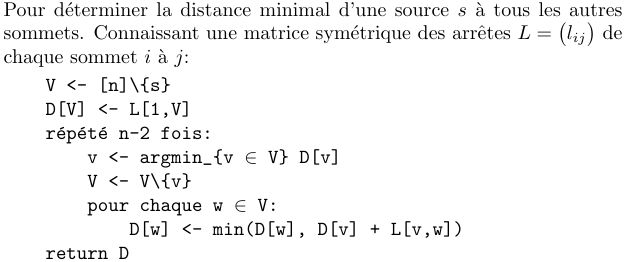 Pour déterminer la distance minimal d'une source s à tous les autres
sommets. Connaissant une matrice symétrique des arrêtes L = (l_{ij}) de
chaque sommet i à j:
V <- [n]\{s}
D[V] <- L[1,V]
répété n-2 fois:
v <- argmin_{v ∈ V} D[v]
V <- V\{v}
pour chaque w ∈ V:
D[w] <- min(D[w], D[v] + L[v,w])
return D